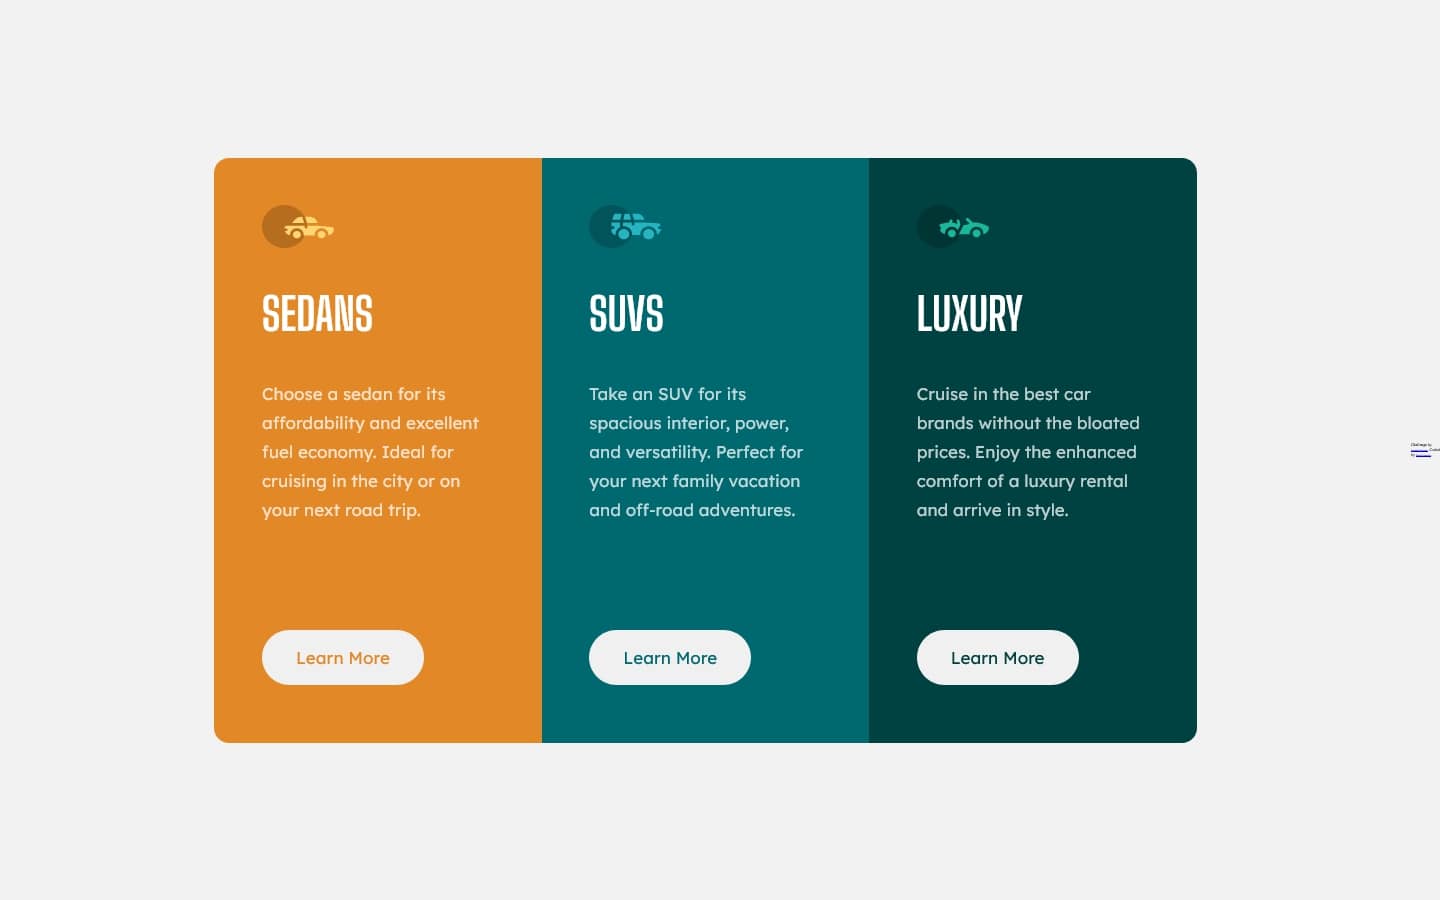 SEDANS
Choose a sedan for its
affordability and excellent
fuel economy. Ideal for
cruising in the city or on
your next road trip.
Learn More
SUVS
Take an SUV for its
spacious interior, power,
and versatility. Perfect for
your next family vacation
and off-road adventures.
Learn More
LUXURY
Cruise in the best car
brands without the bloated
prices. Enjoy the enhanced
comfort of a luxury rental
and arrive in style.
Learn More
Challenge by